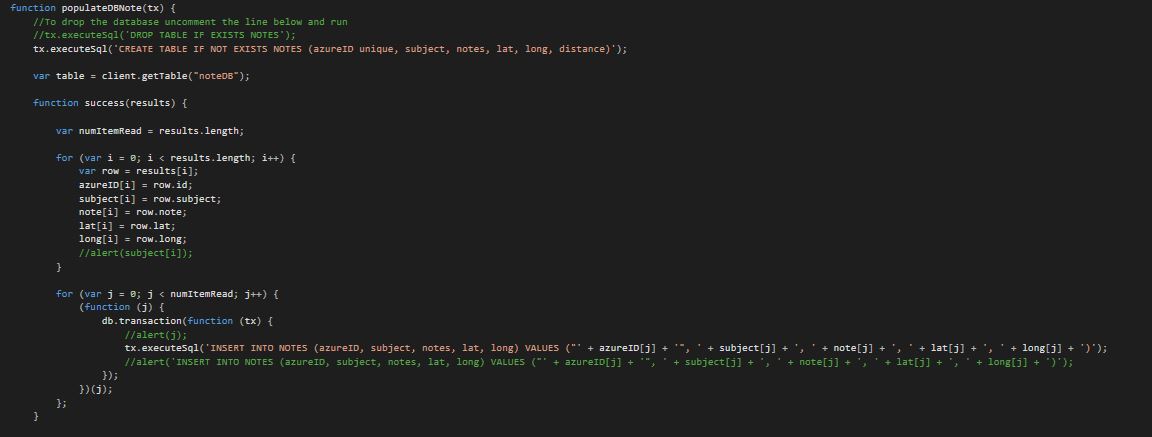 function populateDBNote(tx) {
//To drop the database uncomment the line below and run
//tx.executeSql('DROP TABLE IF EXISTS NOTES');
tx.executeSql('CREATE TABLE IF NOT EXISTS NOTES (azureID unique, subject, notes, lat, long, distance)');
var table = client.getTable("noteDB");
function success(results) {
var numItemRead = results.length;
for (var i = 0; i < results.length; i++) {
var row = results[i];
azureID[i] = row.id;
subject[i] = row.subject;
note[i] = row.note;
lat[i] = row.lat;
long[i] = row.long;
//alert(subject[i]);
}
for (var j = 0; j < numItemRead; j++) {
(function (j) {
db.transaction(function (tx) {
//alert(j);
tx.executeSql('INSERT INTO NOTES (azureID, subject, notes, lat, long) VALUES ("' + azureID[j] + '", ' + subject[j] + ', ' + note[j] + ', ' + lat[j] + ', ' + long[j] + ')');
//alert('INSERT INTO NOTES (azureID, subject, notes, lat, long) VALUES ("' + azureID[j] + '", ' + subject[j] + ', ' + notes[j] + ', ' + lat[j] + ', ' + long[j] + ')');
});
})(j);
};
}